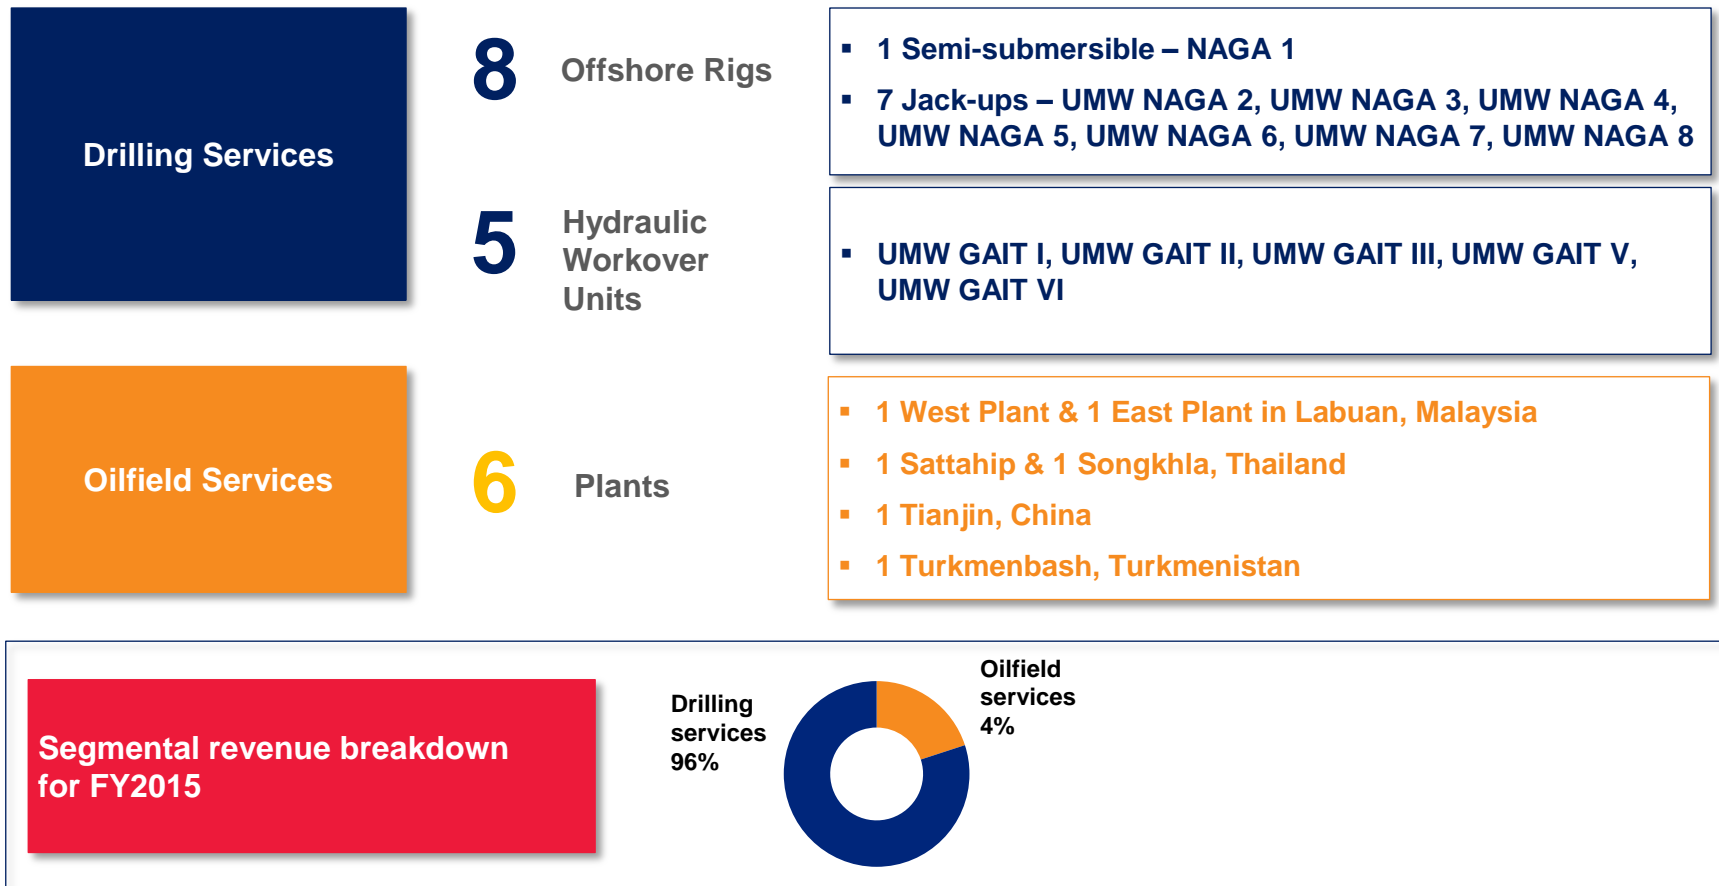 Drilling Services
8
Offshore Rigs
▪ 1 Semi-submersible – NAGA 1
▪ 7 Jack-ups – UMW NAGA 2, UMW NAGA 3, UMW NAGA 4,
UMW NAGA 5, UMW NAGA 6, UMW NAGA 7, UMW NAGA 8
5
Hydraulic
Workover
Units
▪ UMW GAIT I, UMW GAIT II, UMW GAIT III, UMW GAIT V,
UMW GAIT VI
Oilfield Services
6
Plants
▪ 1 West Plant & 1 East Plant in Labuan, Malaysia
▪ 1 Sattahip & 1 Songkhla, Thailand
▪ 1 Tianjin, China
▪ 1 Turkmenbash, Turkmenistan
Segmental revenue breakdown
for FY2015
Drilling
services
96%
Oilfield
services
4%